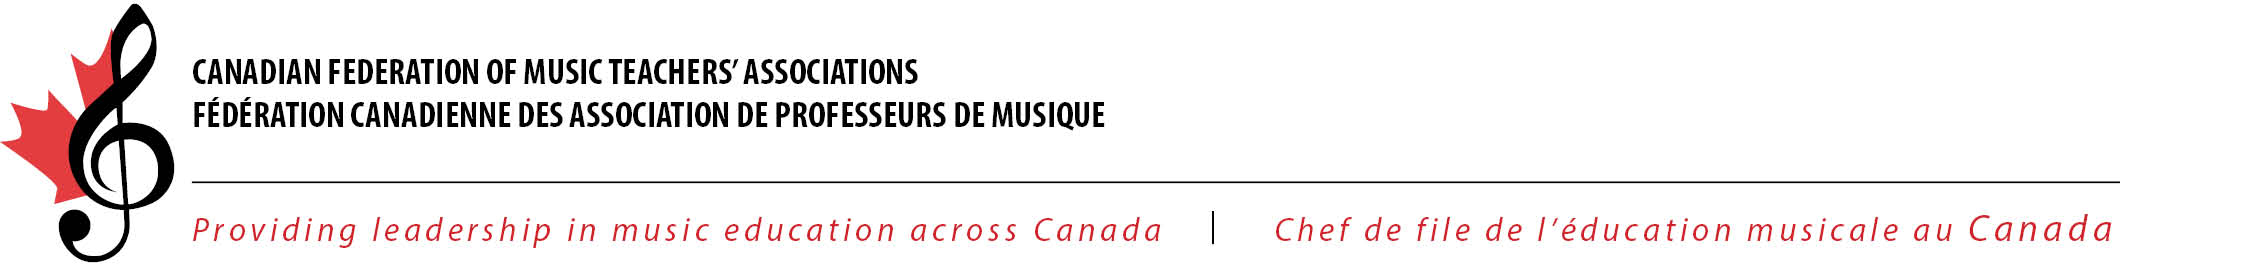 CANADIAN FEDERATION OF MUSIC TEACHERS’ ASSOCIATIONS
FÉDÉRATION CANADIENNE DES ASSOCIATION DE PROFESSEURS DE MUSIQUE
Providing leadership in music education across Canada | Chef de file de l’éducation musicale au Canada